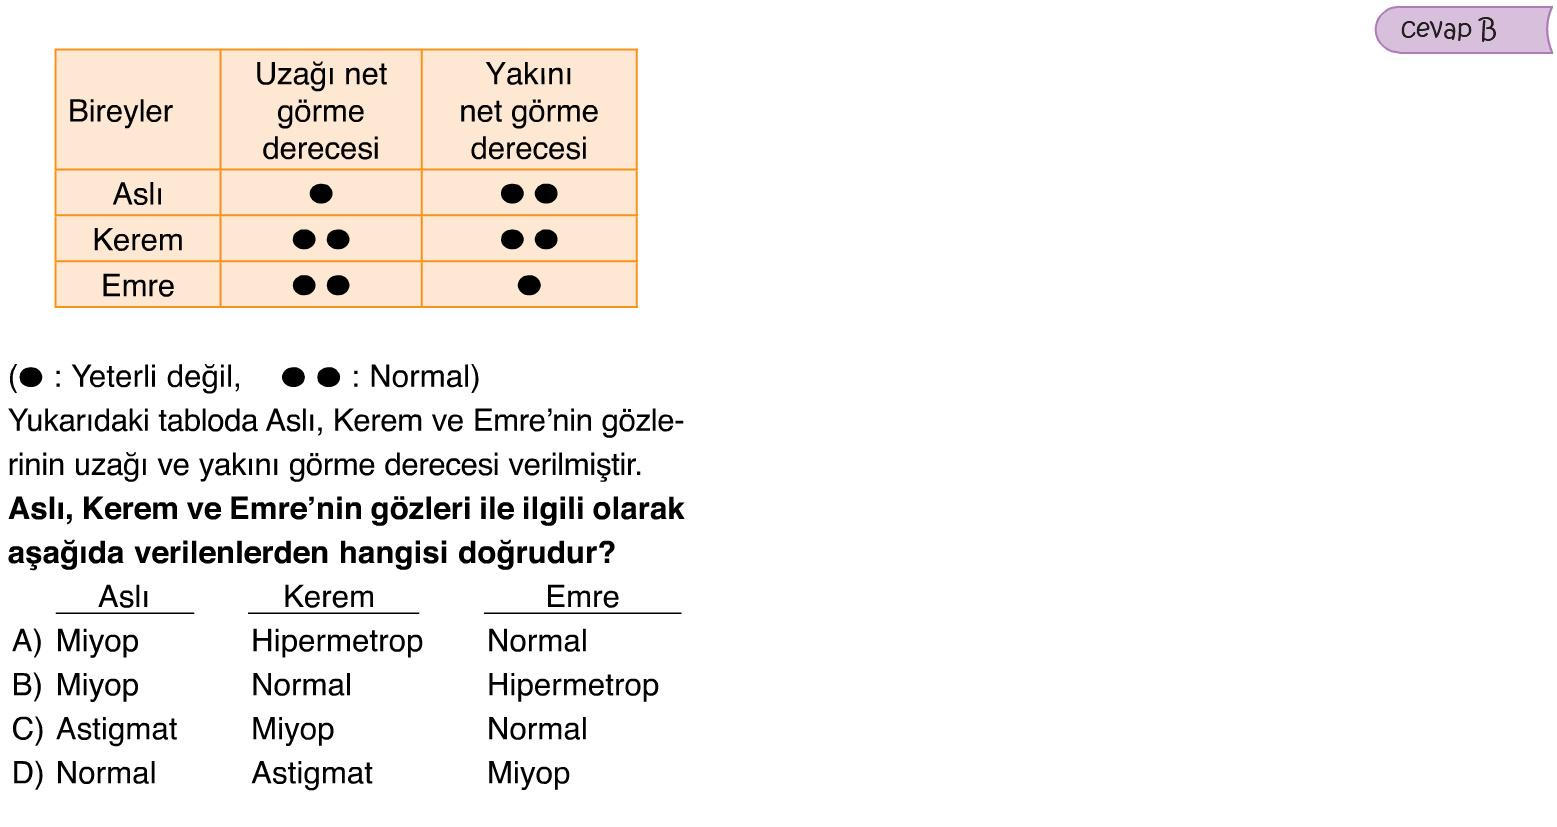 Cevap B
Bireyler Uzağı net görme derecesi Yakını net görme derecesi
Aslı ● ● ●
Kerem ● ● ● ●
Emre ● ● ●
(● : Yeterli değil, ● ● : Normal)
Yukarıdaki tabloda Aslı, Kerem ve Emre’nin gözle-
rinin uzağı ve yakını görme derecesi verilmiştir.
Aslı, Kerem ve Emre’nin gözleri ile ilgili olarak
aşağıda verilenlerden hangisi doğrudur?
Aslı Kerem Emre
A) Miyop Hipermetrop Normal
B) Miyop Normal Hipermetrop
C) Astigmat Miyop Normal
D) Normal Astigmat Miyop